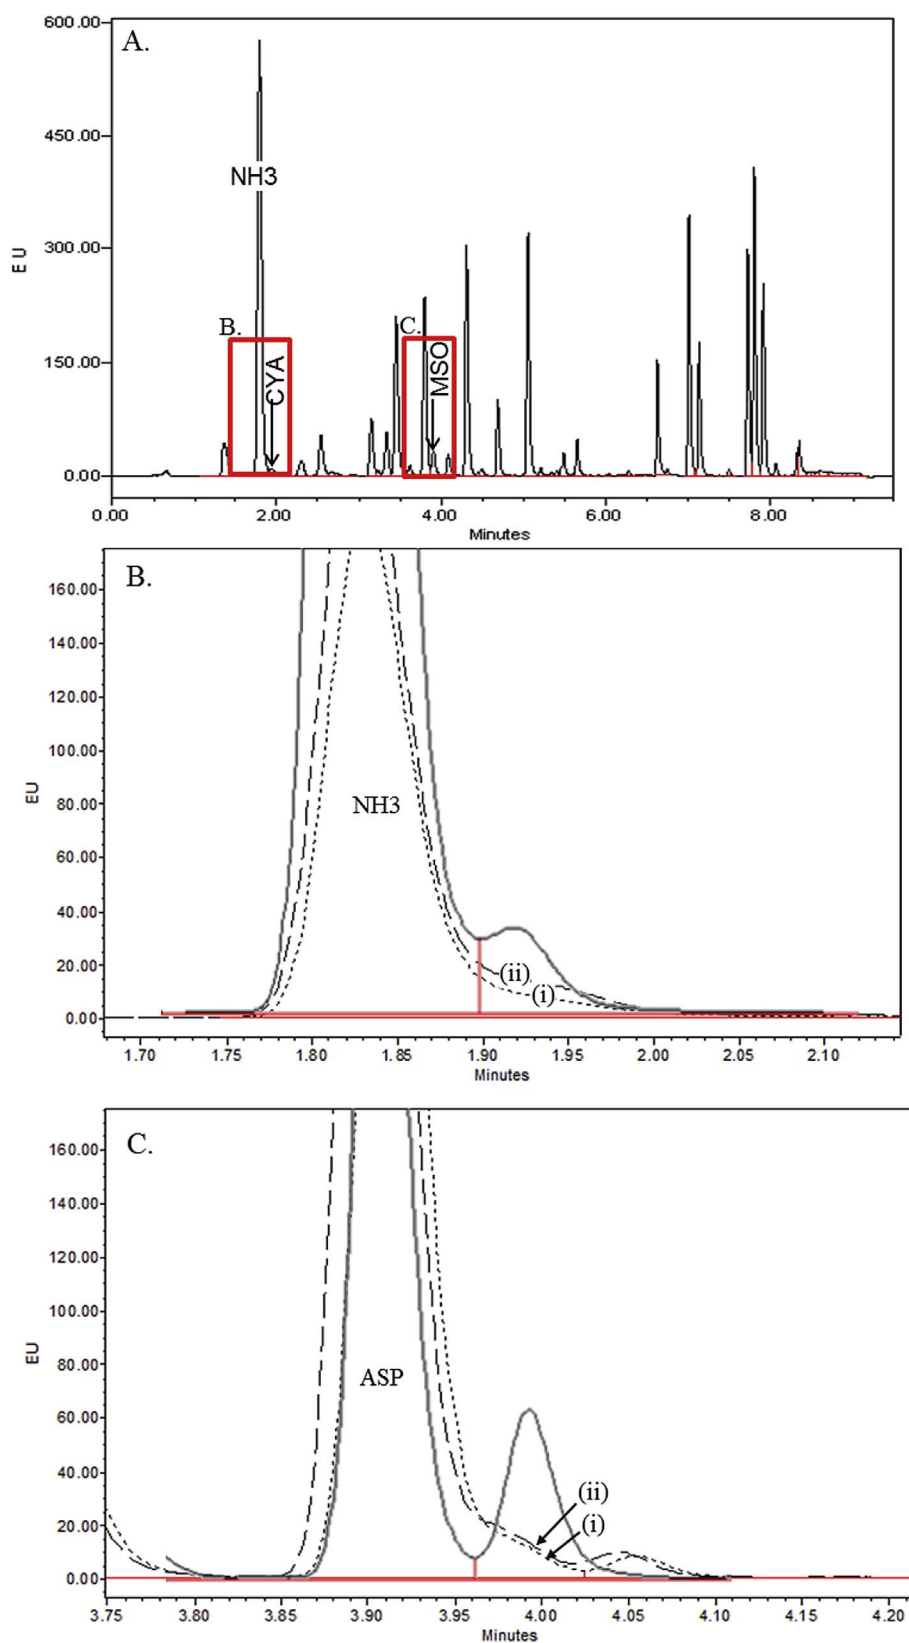 A.
600.00
450.00
300.00
150.00
0.00
EU
NH3
B.
CYA
C.
MSO
0.00 2.00 4.00 6.00 8.00
Minutes
B.
160.00
140.00
120.00
100.00
80.00
60.00
40.00
20.00
0.00
EU
NH3
(ii)
(i)
1.70 1.75 1.80 1.85 1.90 1.95 2.00 2.05 2.10
Minutes
C.
160.00
140.00
120.00
100.00
80.00
60.00
40.00
20.00
0.00
EU
ASP
(ii)
(i)
3.75 3.80 3.85 3.90 3.95 4.00 4.05 4.10 4.15 4.20
Minutes